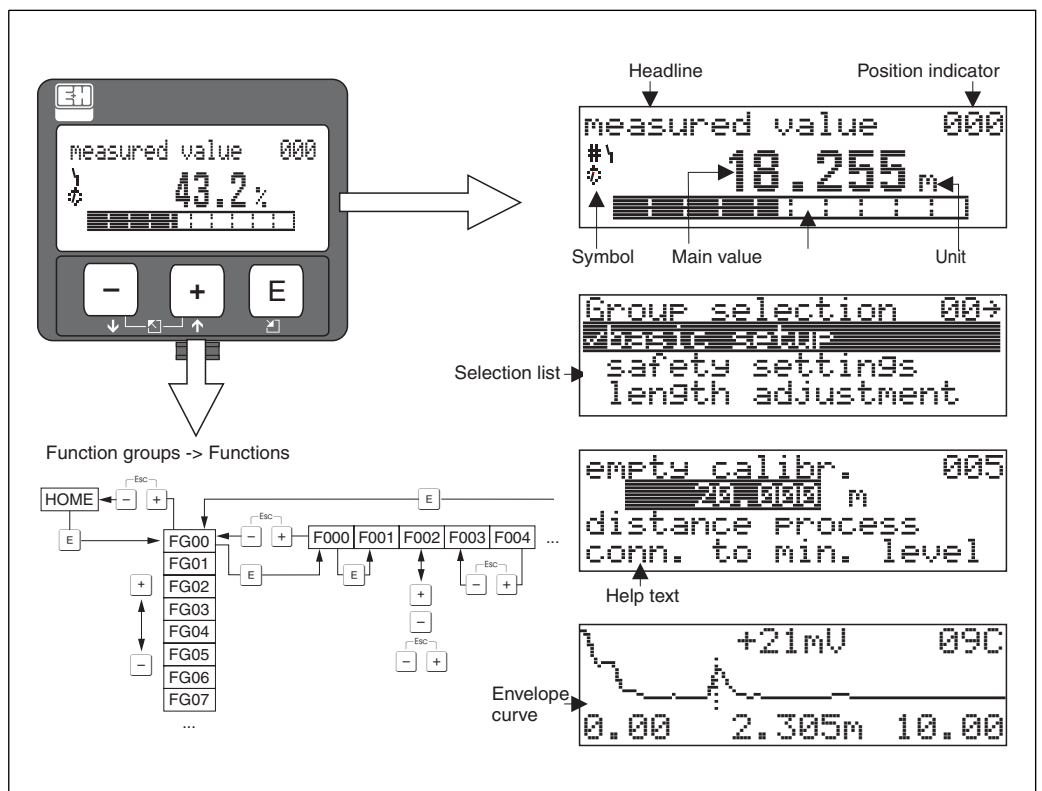 measured value 000
43.2 %
- + E
Headline
Position indicator
measured value 000
18.255 m
Symbol
Main value
Unit
Group selection 00→
basic setup
safety settings
length adjustment
Selection list
empty calibr. 005
20.000 m
distance process
conn. to min. level
Help text
+21mV 09C
0.00 2.305m 10.00
Envelope
curve
Function groups -> Functions
HOME
Esc
- +
E
E
FG00
FG01
FG02
FG03
FG04
FG05
FG06
FG07
...
+
-
Esc
- +
E
F000 F001 F002 F003 F004 ...
E
+
-
Esc
- +
Esc
- +